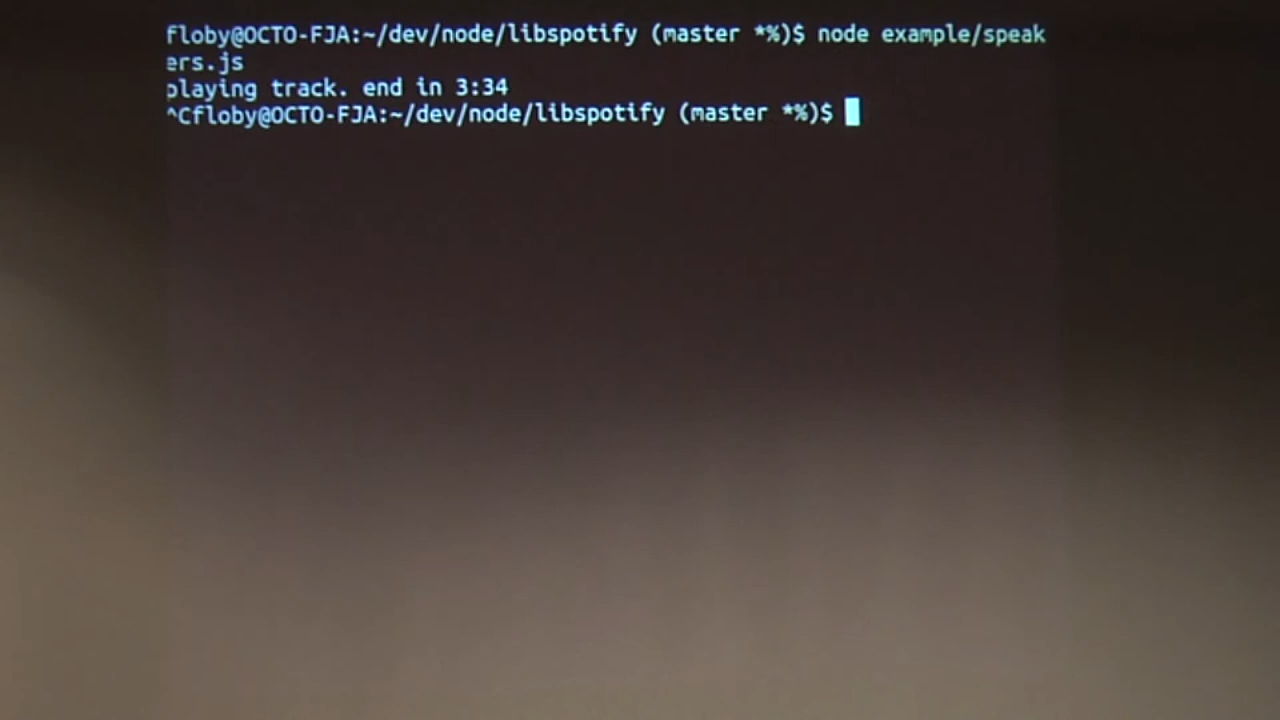 floby@OCTO-FJA:~/dev/node/libspotify (master *%)$ node example/speak
ers.js
playing track. end in 3:34
^Cfloby@OCTO-FJA:~/dev/node/libspotify (master *%)$